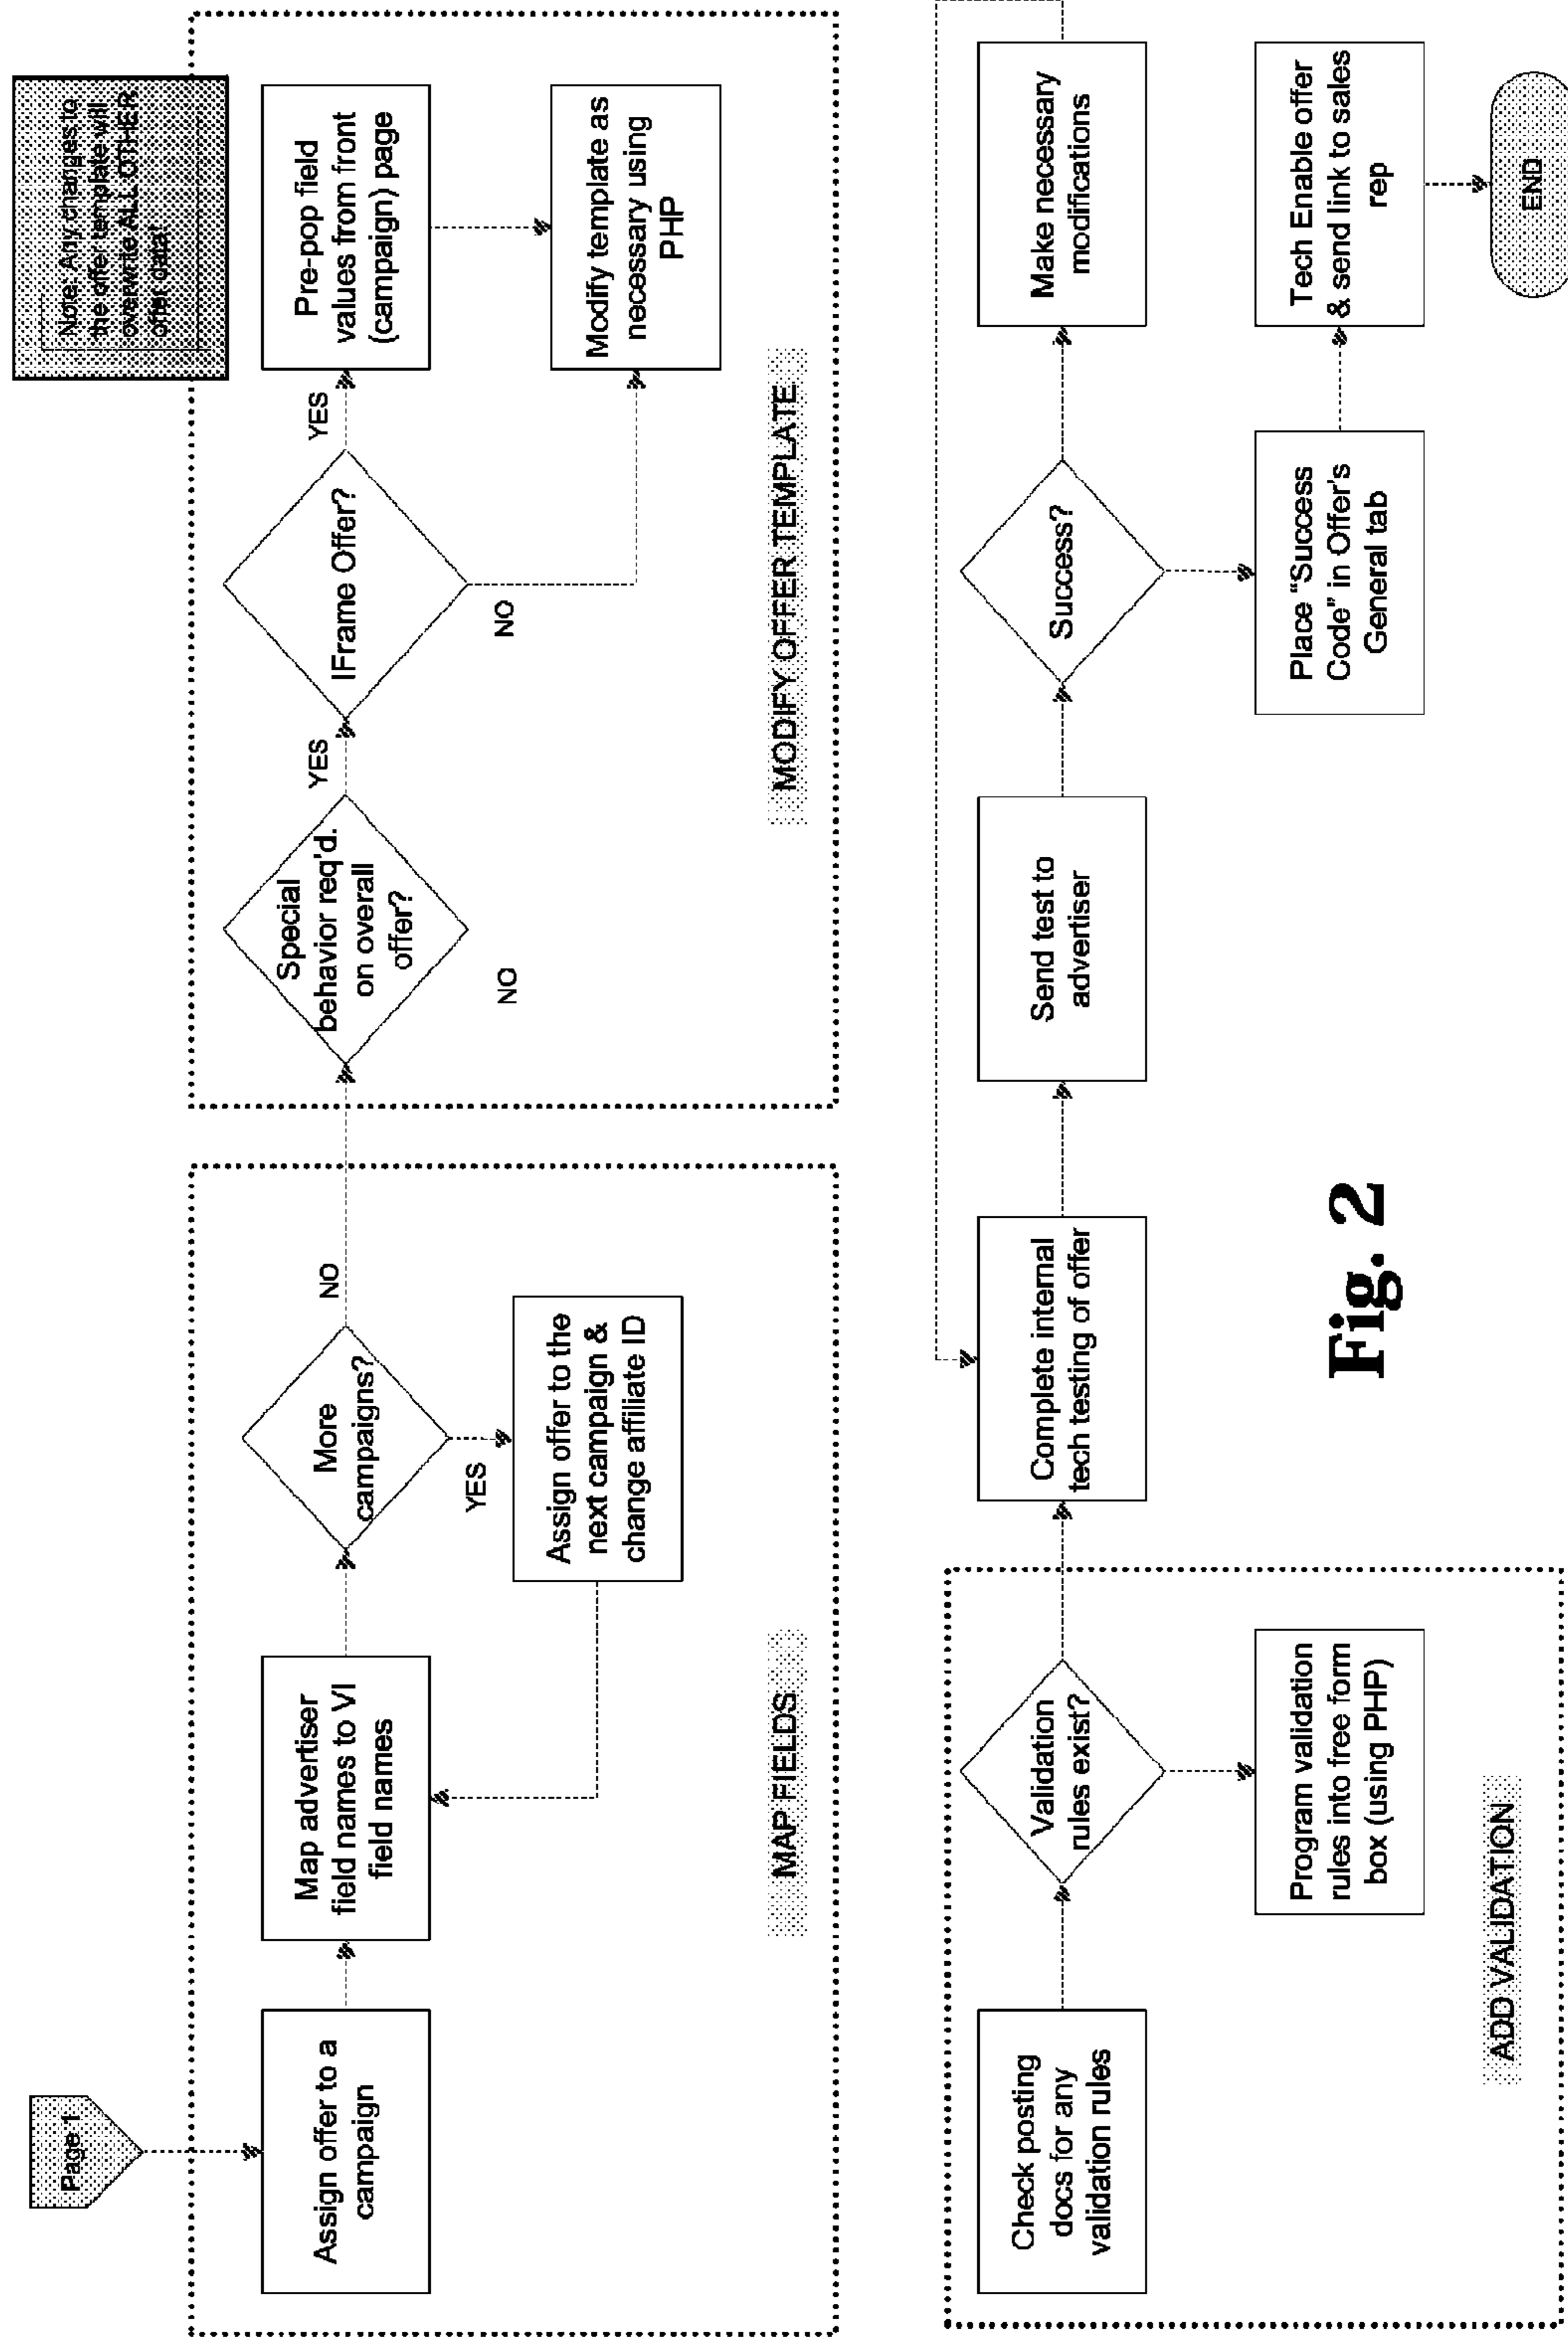 Page 1
Assign offer to a
campaign
Map advertiser
field names to VI
field names
More
campaigns?
NO
YES
Assign offer to the
next campaign &
change affiliate ID
MAP FIELDS
Note: Any changes to
the offer template will
overwrite ALL OTHER
offer data!
Special
behavior req'd.
on overall
offer?
NO
YES
IFrame Offer?
NO
YES
Pre-pop field
values from front
(campaign) page
Modify template as
necessary using
PHP
MODIFY OFFER TEMPLATE
Check posting
docs for any
validation rules
Validation
rules exist?
Program validation
rules into free form
box (using PHP)
ADD VALIDATION
Complete internal
tech testing of offer
Send test to
advertiser
Success?
Make necessary
modifications
Place “Success
Code” in Offer's
General tab
Tech Enable offer
& send link to sales
rep
END
Fig. 2